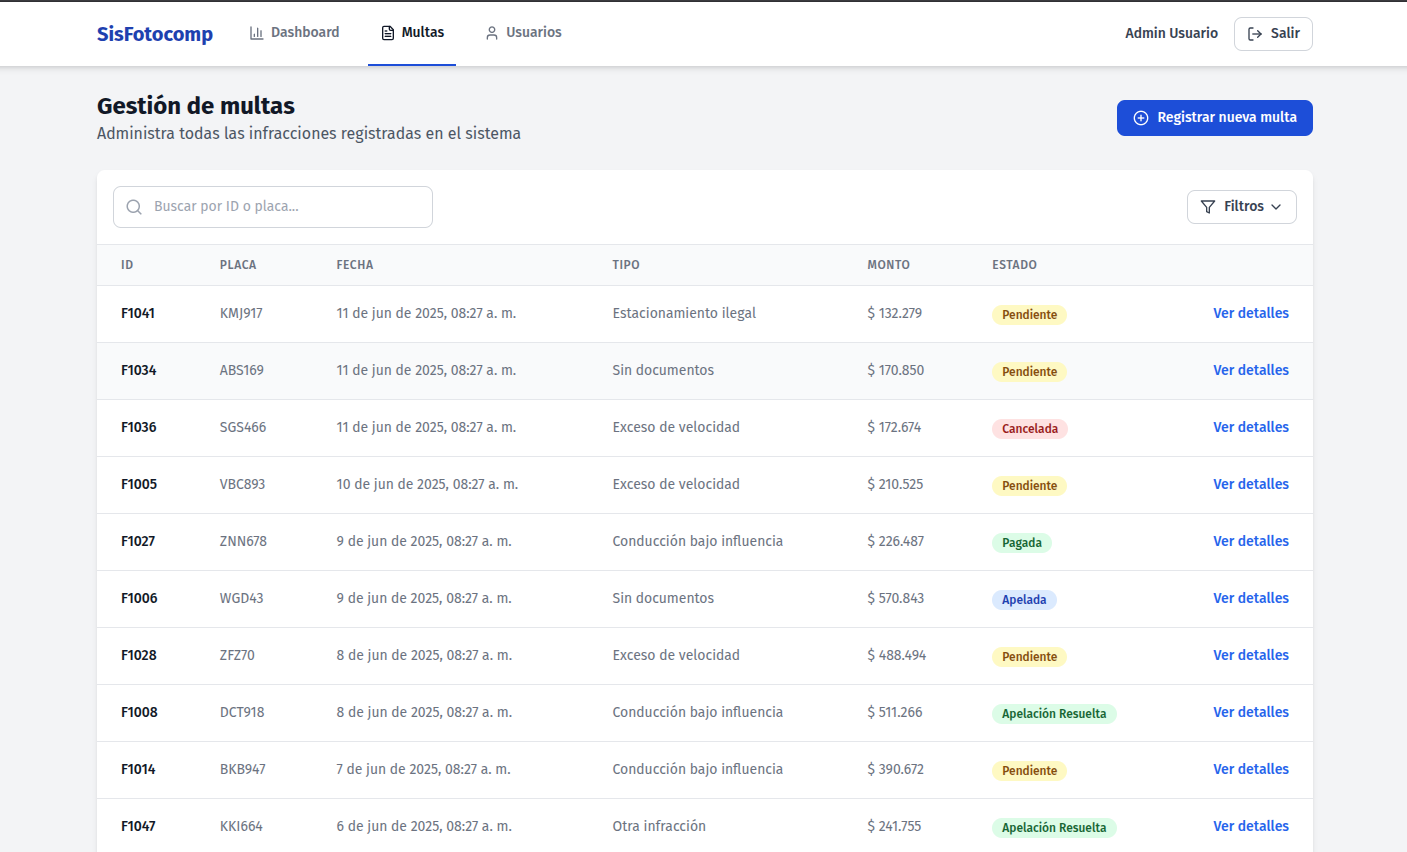 SisFotocomp Dashboard Multas Usuarios Admin Usuario Salir
Gestión de multas
Administra todas las infracciones registradas en el sistema
Registrar nueva multa
Buscar por ID o placa... Filtros
ID PLACA FECHA TIPO MONTO ESTADO
F1041 KMJ917 11 de jun de 2025, 08:27 a. m. Estacionamiento ilegal $ 132.279 Pendiente Ver detalles
F1034 ABS169 11 de jun de 2025, 08:27 a. m. Sin documentos $ 170.850 Pendiente Ver detalles
F1036 SGS466 11 de jun de 2025, 08:27 a. m. Exceso de velocidad $ 172.674 Cancelada Ver detalles
F1005 VBC893 10 de jun de 2025, 08:27 a. m. Exceso de velocidad $ 210.525 Pendiente Ver detalles
F1027 ZNN678 9 de jun de 2025, 08:27 a. m. Conducción bajo influencia $ 226.487 Pagada Ver detalles
F1006 WGD43 9 de jun de 2025, 08:27 a. m. Sin documentos $ 570.843 Apelada Ver detalles
F1028 ZFZ70 8 de jun de 2025, 08:27 a. m. Exceso de velocidad $ 488.494 Pendiente Ver detalles
F1008 DCT918 8 de jun de 2025, 08:27 a. m. Conducción bajo influencia $ 511.266 Apelación Resuelta Ver detalles
F1014 BKB947 7 de jun de 2025, 08:27 a. m. Conducción bajo influencia $ 390.672 Pendiente Ver detalles
F1047 KKI664 6 de jun de 2025, 08:27 a. m. Otra infracción $ 241.755 Apelación Resuelta Ver detalles